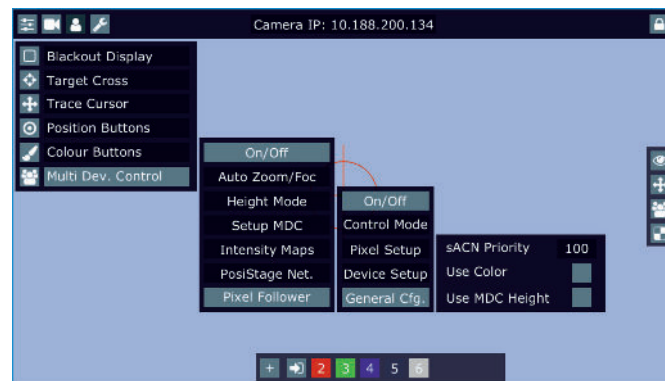 Camera IP: 10.188.200.134
Blackout Display
Target Cross
Trace Cursor
Position Buttons
Colour Buttons
Multi Dev. Control
On/Off
Auto Zoom/Foc
Height Mode
Setup MDC
Intensity Maps
PosiStage Net.
Pixel Follower
On/Off
Control Mode
Pixel Setup
Device Setup
General Cfg.
sACN Priority 100
Use Color
Use MDC Height
+ 2 3 4 5 6